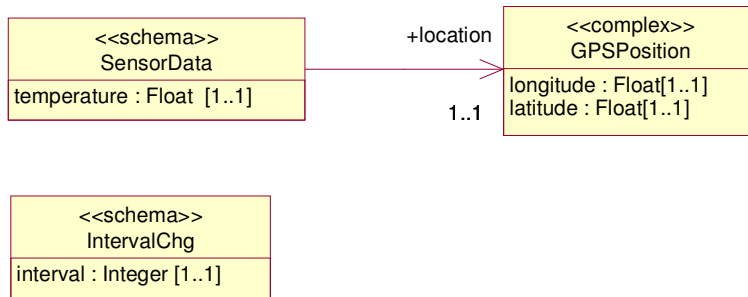 <<schema>>
SensorData
temperature : Float [1..1]
+location
1..1
<<complex>>
GPSPosition
longitude : Float[1..1]
latitude : Float[1..1]
<<schema>>
IntervalChg
interval : Integer [1..1]